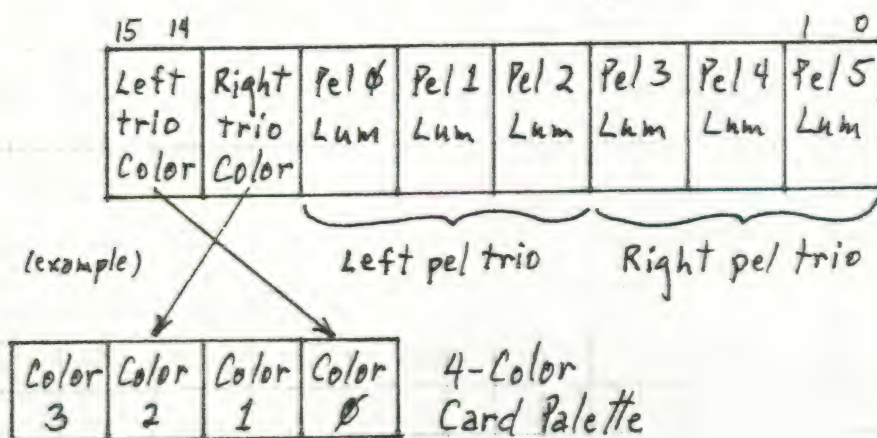 15 14 1 0
Left Right Pel Ø Pel 1 Pel 2 Pel 3 Pel 4 Pel 5
trio trio Lum Lum Lum Lum Lum Lum
Color Color
(example) Left pel trio Right pel trio
Color Color Color Color 4-Color
3 2 1 Ø Card Palette